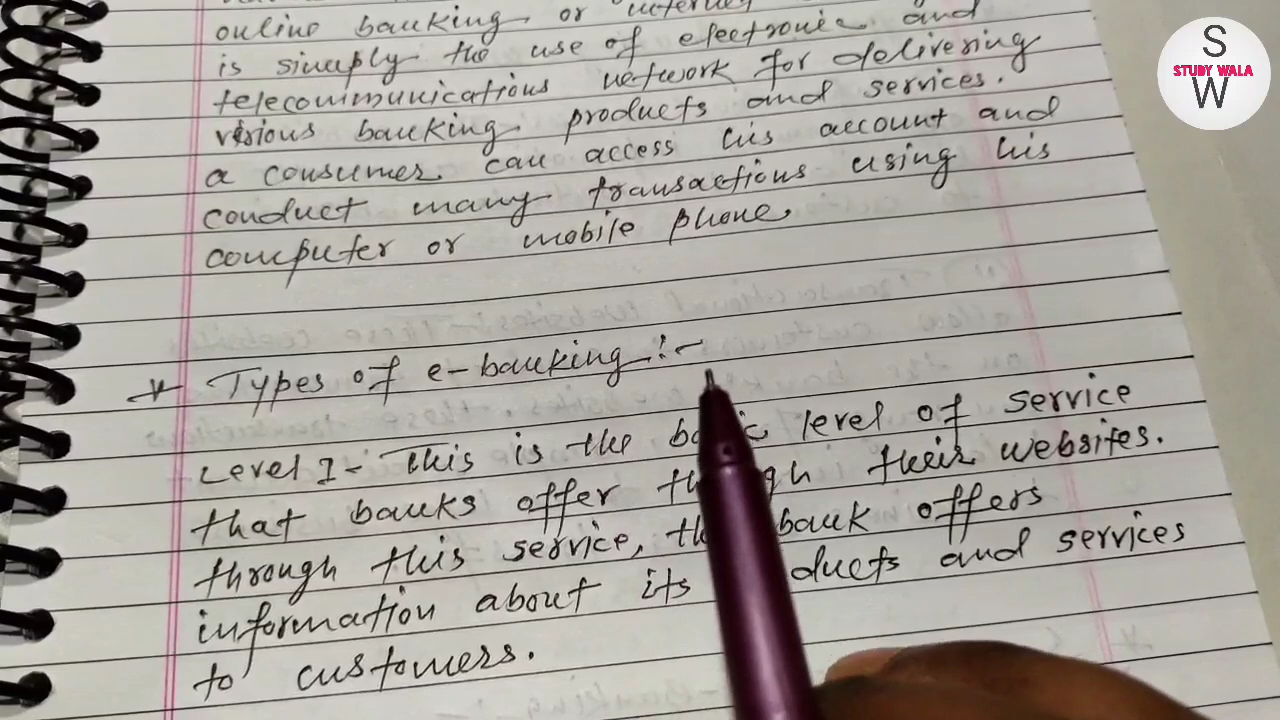 online banking or internet
is simply the use of electronic and
telecommunications network for delivering
virious banking products and services.
a consumer can access his account and
conduct many transactions using his
computer or mobile phone.
* Types of e-banking :-
Level I - This is the level of service
that banks offer their websites.
through this service, bank offers
information about its and services
to customers.
S
STUDY WALA
W